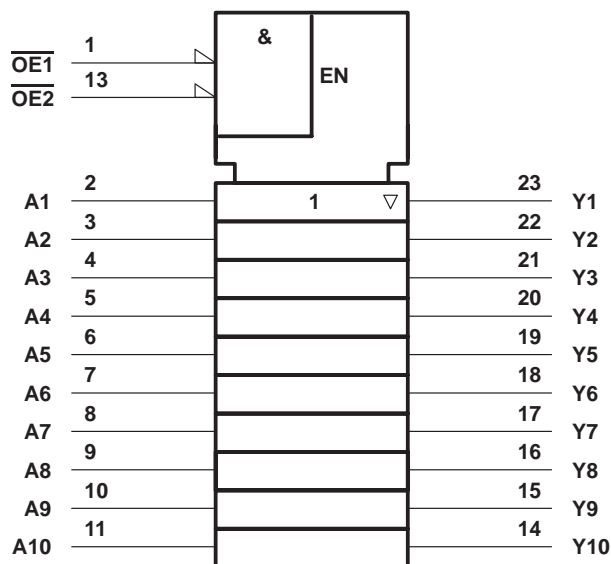 &
1
O̅E̅1̅
EN
13
O̅E̅2̅
2 23
A1 1 ▽ Y1
3 22
A2 Y2
4 21
A3 Y3
5 20
A4 Y4
6 19
A5 Y5
7 18
A6 Y6
8 17
A7 Y7
9 16
A8 Y8
10 15
A9 Y9
11 14
A10 Y10